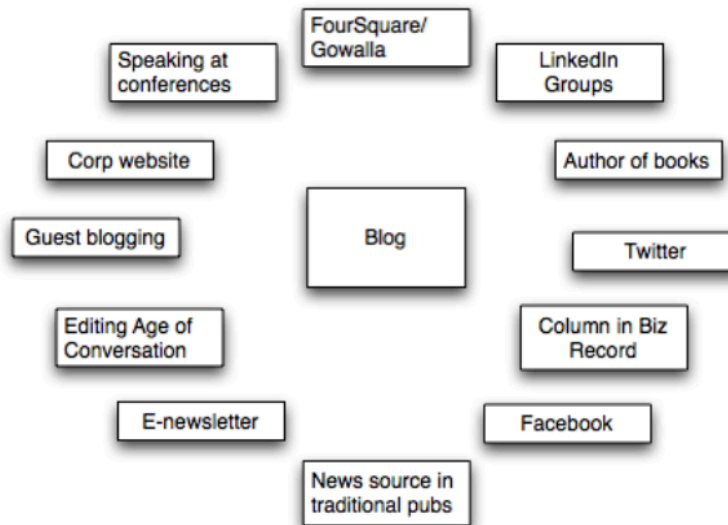 FourSquare/
Gowalla
Speaking at
conferences
LinkedIn
Groups
Corp website
Author of books
Guest blogging
Blog
Twitter
Editing Age of
Conversation
Column in Biz
Record
E-newsletter
Facebook
News source in
traditional pubs